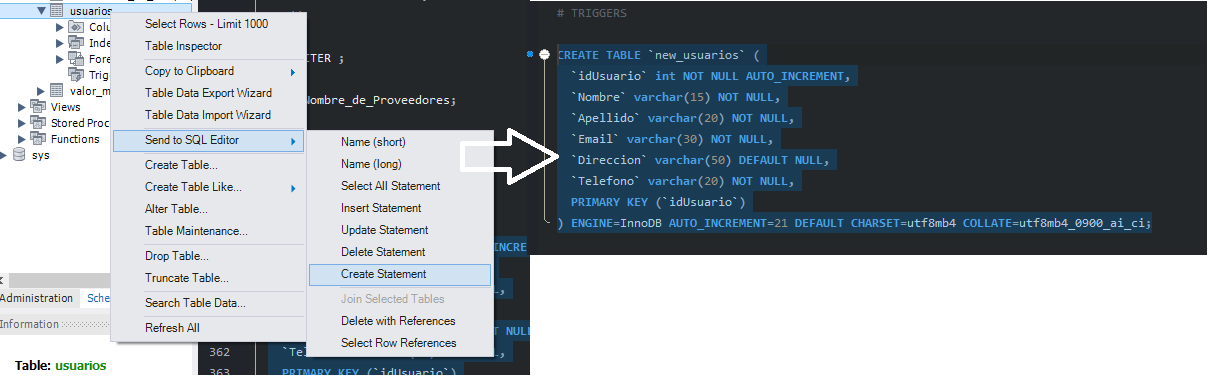 usuarios
Colu
Inde
Fore
Trig
valor_m
Views
Stored Proc
Functions
sys
Administration
Sche
Information
Table: usuarios
Select Rows - Limit 1000
Table Inspector
Copy to Clipboard
Table Data Export Wizard
Table Data Import Wizard
Send to SQL Editor
Create Table...
Create Table Like...
Alter Table...
Table Maintenance...
Drop Table...
Truncate Table...
Search Table Data...
Refresh All
Name (short)
Name (long)
Select All Statement
Insert Statement
Update Statement
Delete Statement
Create Statement
Join Selected Tables
Delete with References
Select Row References
ITER ;
Nombre_de_Proveedores;
INCRE
L,
T NULL
362 `Tel L,
363 PRIMARY KEY (`idUsuario`)
# TRIGGERS
CREATE TABLE `new_usuarios` (
`idUsuario` int NOT NULL AUTO_INCREMENT,
`Nombre` varchar(15) NOT NULL,
`Apellido` varchar(20) NOT NULL,
`Email` varchar(30) NOT NULL,
`Direccion` varchar(50) DEFAULT NULL,
`Telefono` varchar(20) NOT NULL,
PRIMARY KEY (`idUsuario`)
) ENGINE=InnoDB AUTO_INCREMENT=21 DEFAULT CHARSET=utf8mb4 COLLATE=utf8mb4_0900_ai_ci;